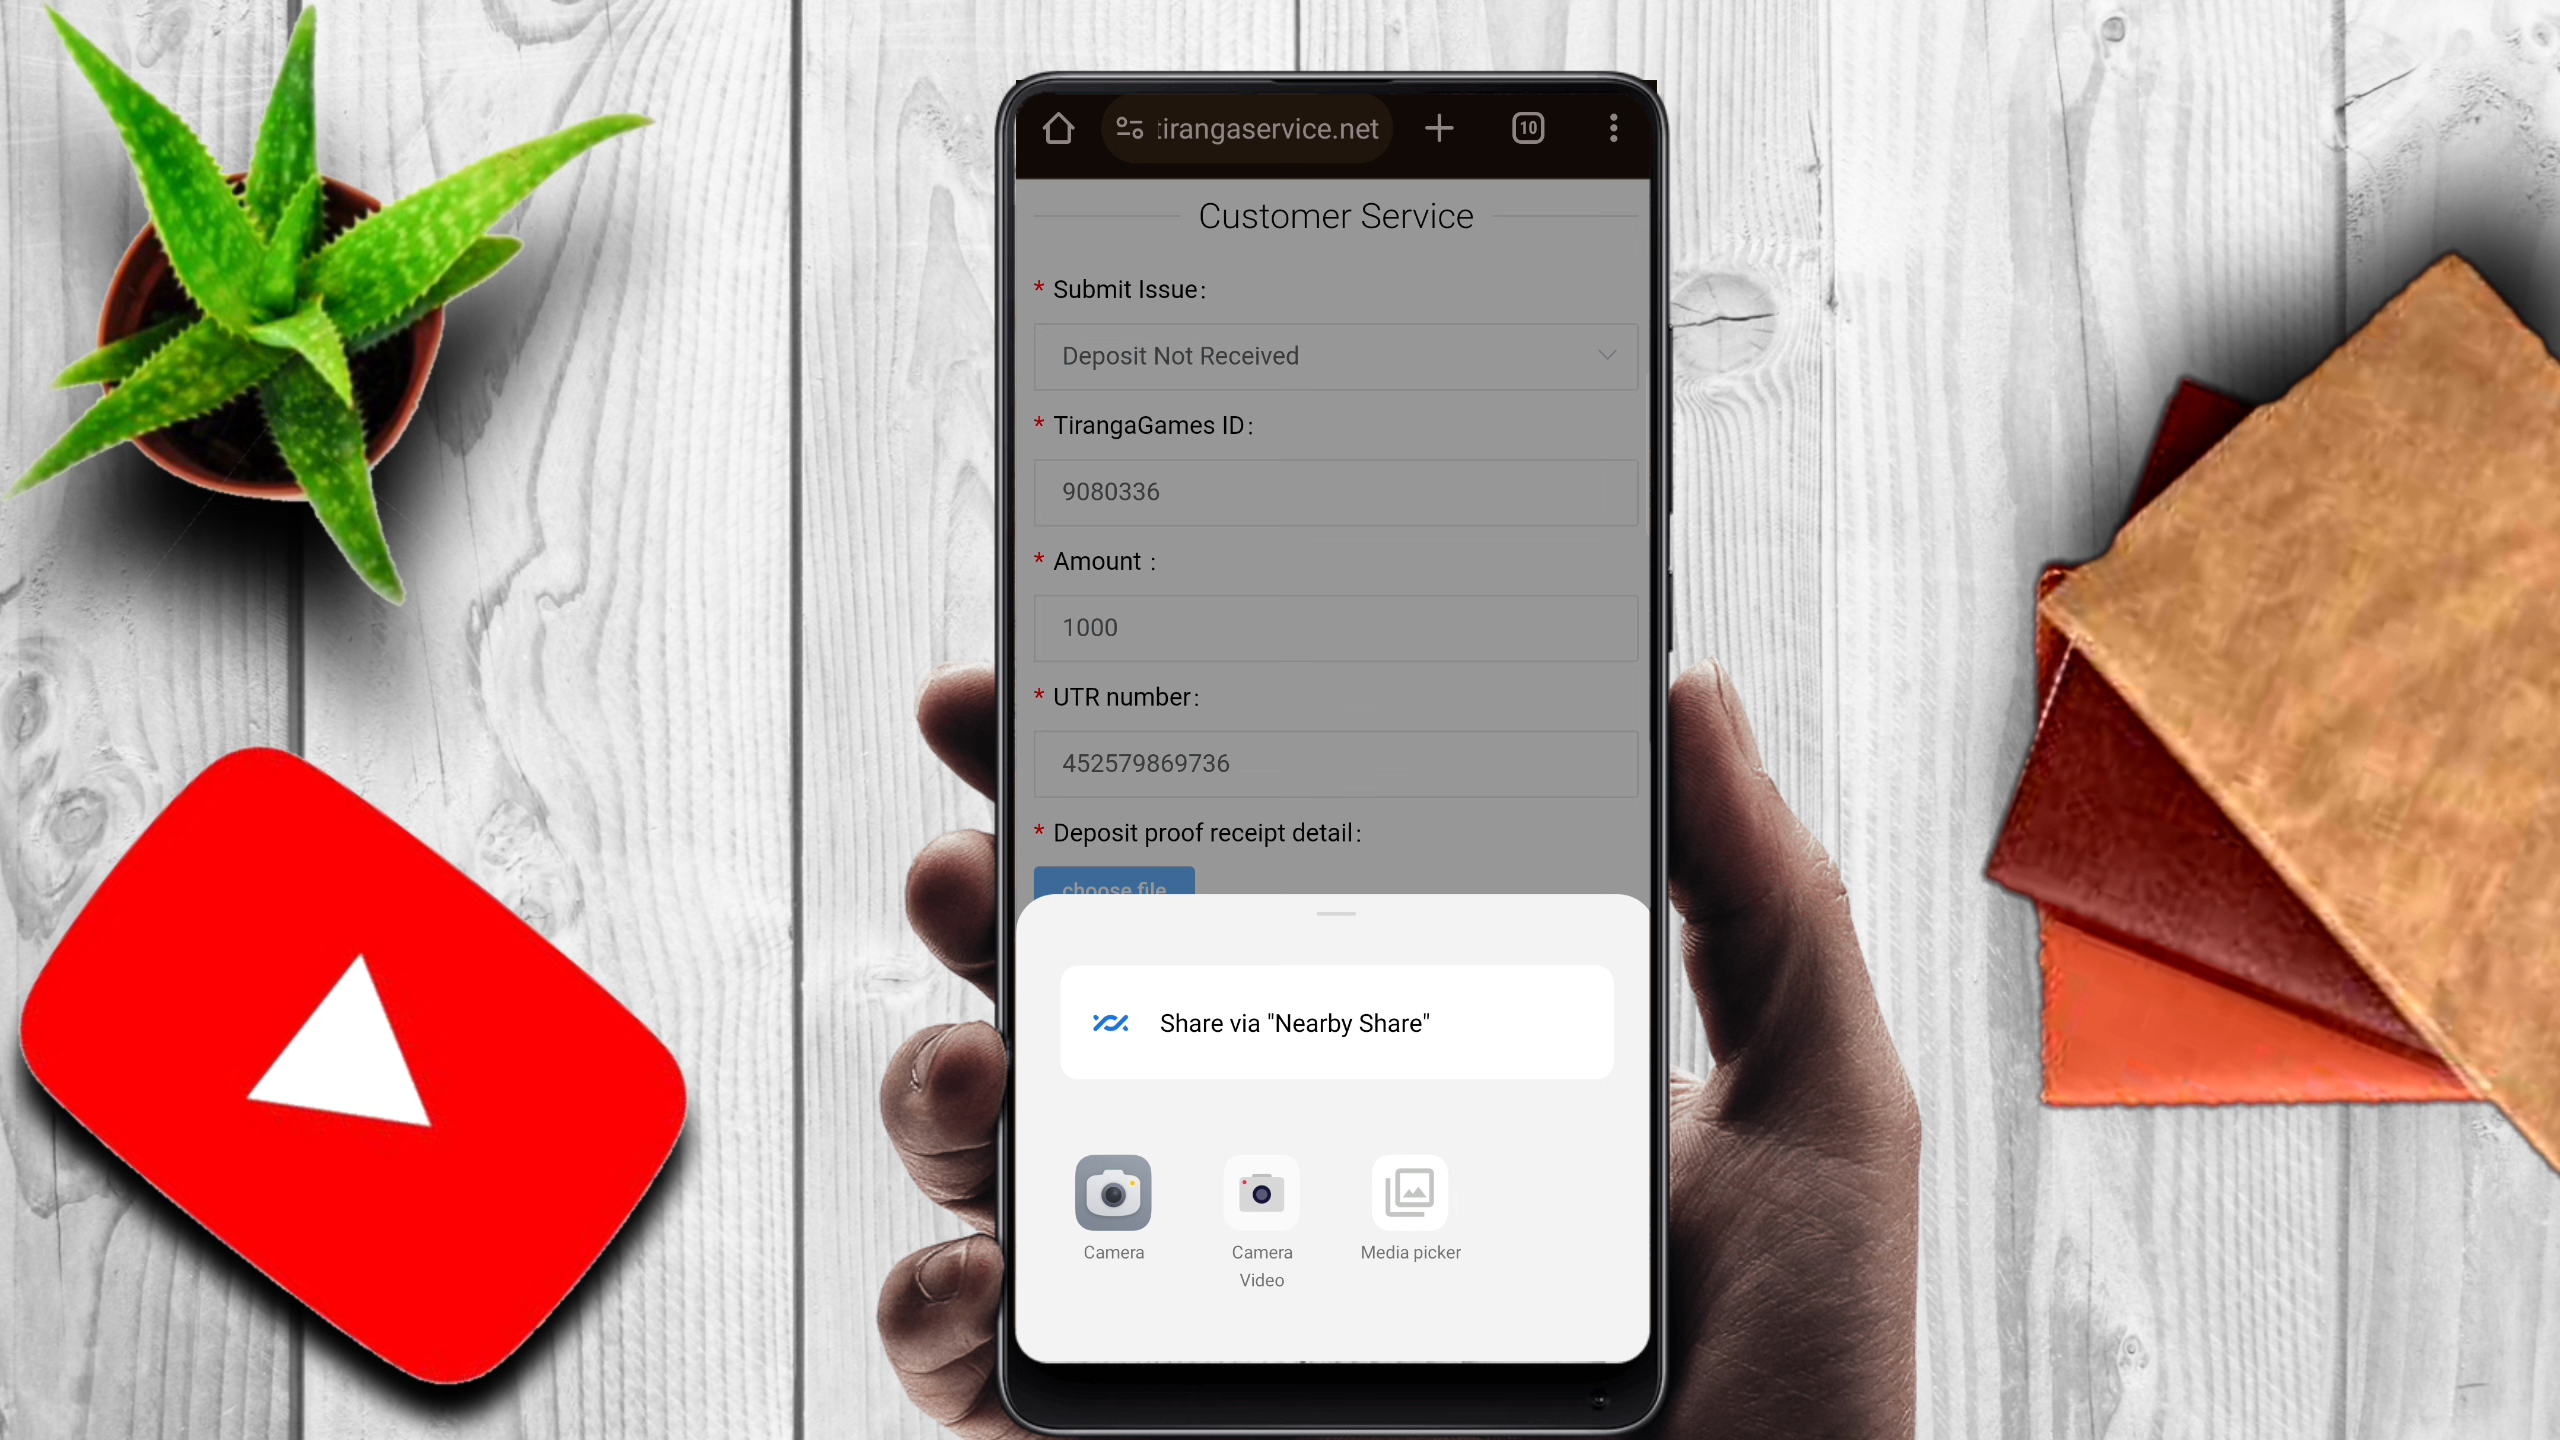 tirangaservice.net
10
Customer Service
* Submit Issue:
Deposit Not Received
* TirangaGames ID:
9080336
* Amount :
1000
* UTR number:
452579869736
* Deposit proof receipt detail:
choose file
Share via "Nearby Share"
Camera
Camera
Video
Media picker